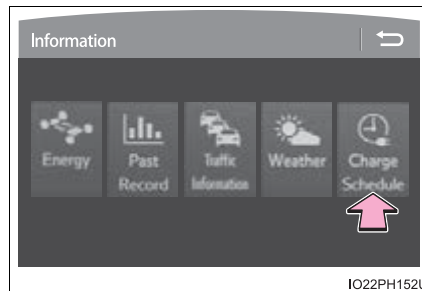 Information
Energy
Past
Record
Traffic
Information
Weather
Charge
Schedule
IO22PH152U